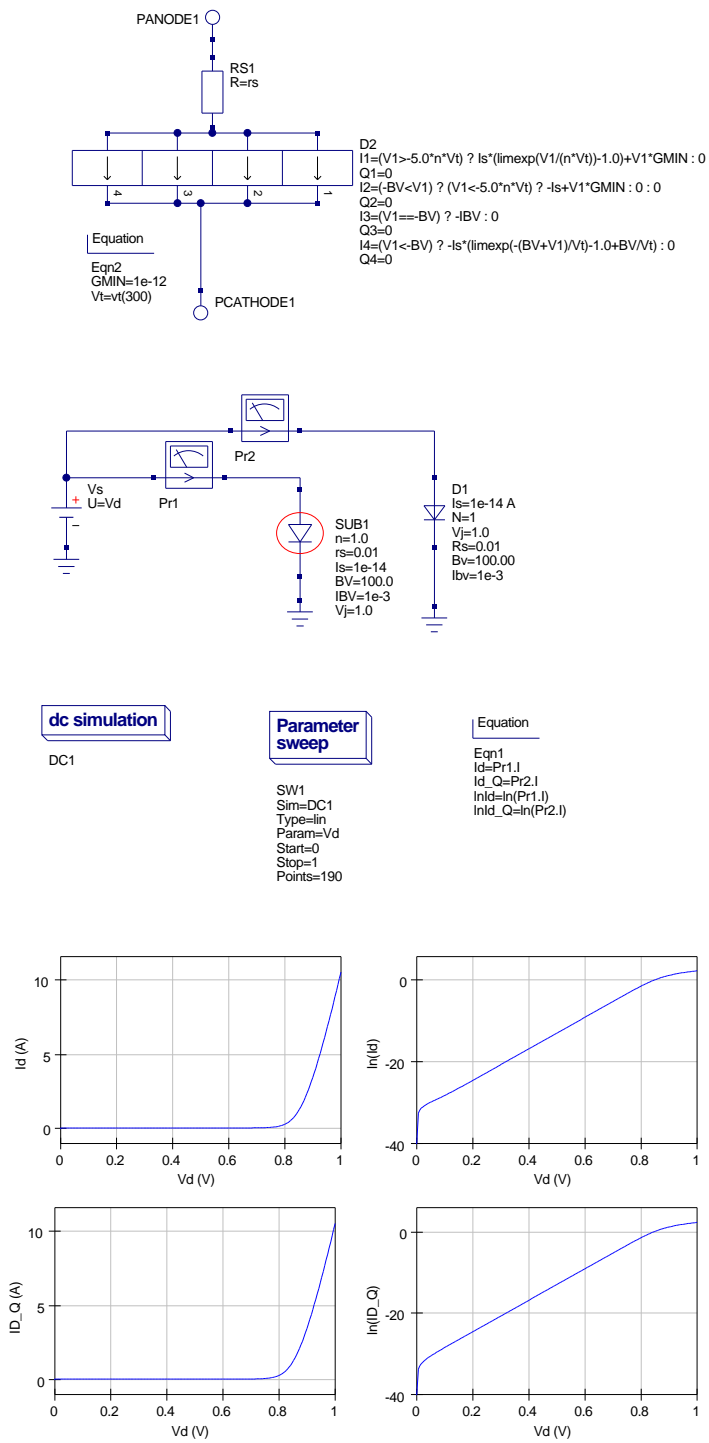 PANODE1
RS1
R=rs
D2
I1=(V1>-5.0*n*Vt) ? Is*(limexp(V1/(n*Vt))-1.0)+V1*GMIN : 0
Q1=0
I2=(-BV<V1) ? (V1<-5.0*n*Vt) ? -Is+V1*GMIN : 0 : 0
Q2=0
I3=(V1==-BV) ? -IBV : 0
Q3=0
I4=(V1<-BV) ? -Is*(limexp(-(BV+V1)/Vt)-1.0+BV/Vt) : 0
Q4=0
4 3 2 1
Equation
Eqn2
GMIN=1e-12
Vt=vt(300)
PCATHODE1
Pr2
Pr1
Vs
U=Vd
+
−
SUB1
n=1.0
rs=0.01
Is=1e-14
BV=100.0
IBV=1e-3
Vj=1.0
D1
Is=1e-14 A
N=1
Vj=1.0
Rs=0.01
Bv=100.00
Ibv=1e-3
dc simulation
DC1
Parameter
sweep
SW1
Sim=DC1
Type=lin
Param=Vd
Start=0
Stop=1
Points=190
Equation
Eqn1
Id=Pr1.I
Id_Q=Pr2.I
lnId=ln(Pr1.I)
lnId_Q=ln(Pr2.I)
10
5
0
Id (A)
0 0.2 0.4 0.6 0.8 1
Vd (V)
0
-20
-40
ln(Id)
0 0.2 0.4 0.6 0.8 1
Vd (V)
10
5
0
ID_Q (A)
0 0.2 0.4 0.6 0.8 1
Vd (V)
0
-20
-40
ln(ID_Q)
0 0.2 0.4 0.6 0.8 1
Vd (V)